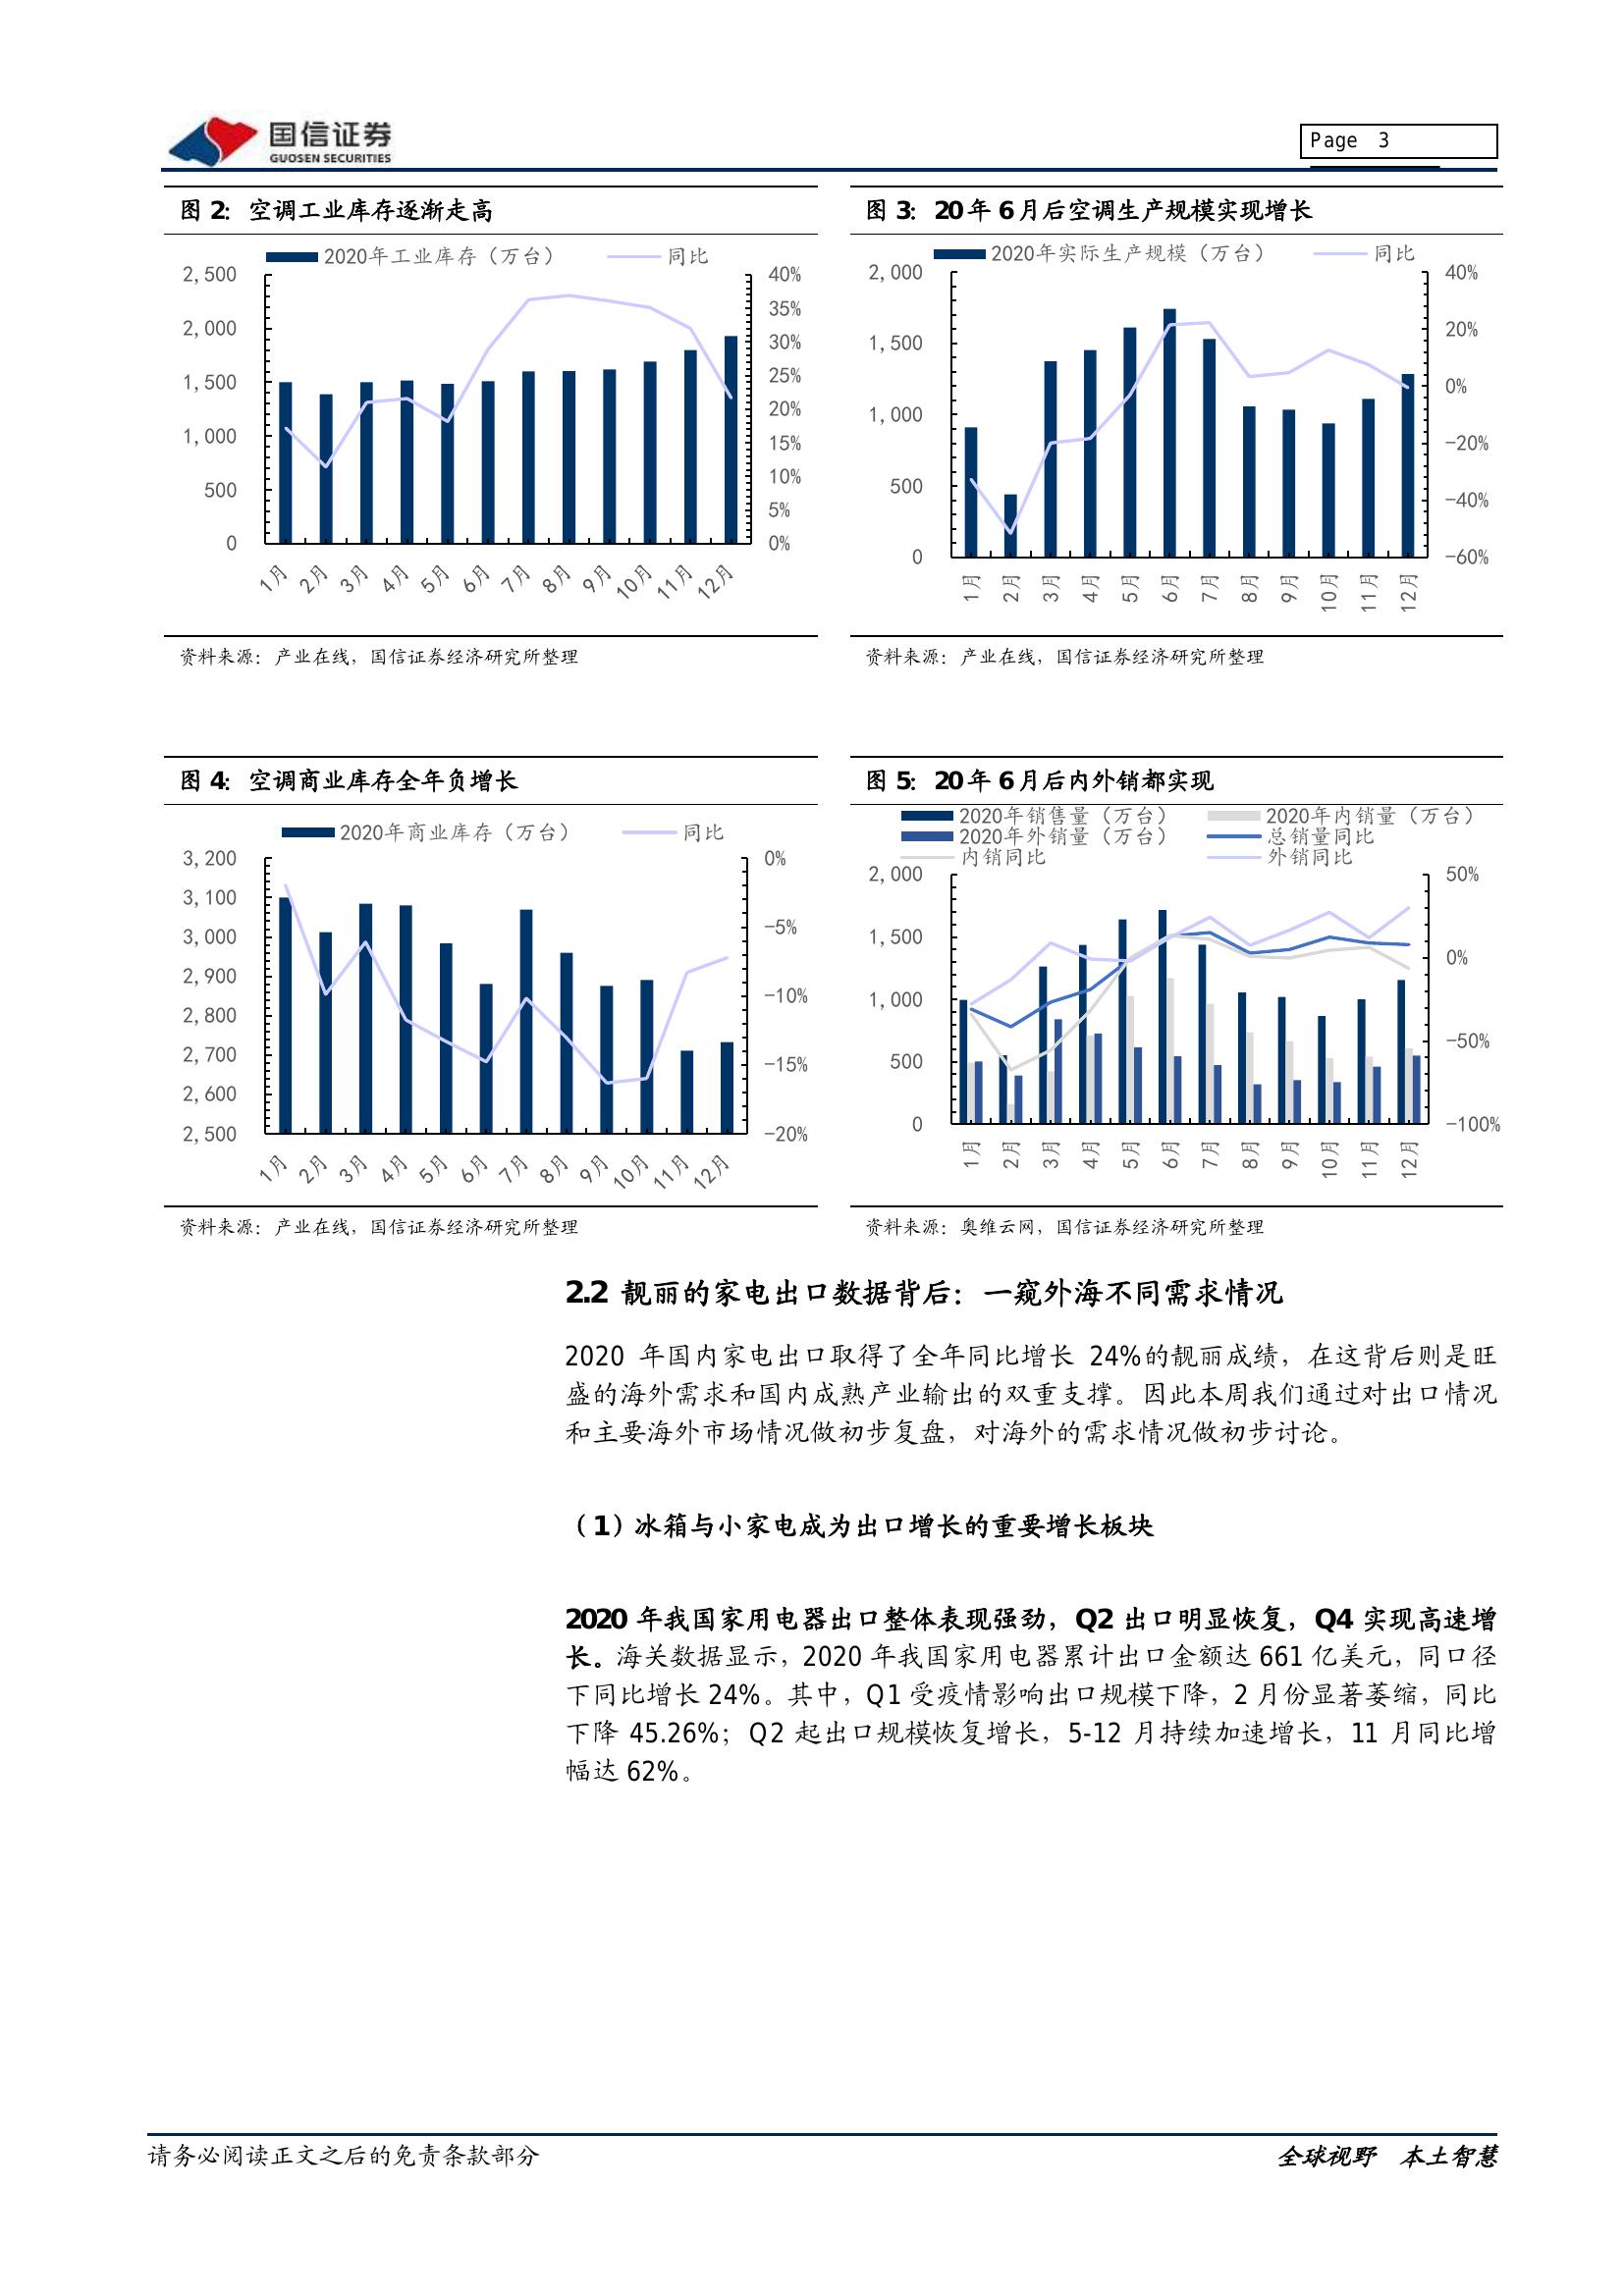 国信证券
GUOSEN SECURITIES
Page 3
图 2：空调工业库存逐渐走高
2020年工业库存（万台） 同比
2,500
2,000
1,500
1,000
500
0
40%
35%
30%
25%
20%
15%
10%
5%
0%
1月 2月 3月 4月 5月 6月 7月 8月 9月 10月 11月 12月
资料来源：产业在线，国信证券经济研究所整理
图 3：20 年 6 月后空调生产规模实现增长
2020年实际生产规模（万台） 同比
2,000
1,500
1,000
500
0
40%
20%
0%
-20%
-40%
-60%
1月 2月 3月 4月 5月 6月 7月 8月 9月 10月 11月 12月
资料来源：产业在线，国信证券经济研究所整理
图 4：空调商业库存全年负增长
2020年商业库存（万台） 同比
3,200
3,100
3,000
2,900
2,800
2,700
2,600
2,500
0%
-5%
-10%
-15%
-20%
1月 2月 3月 4月 5月 6月 7月 8月 9月 10月 11月 12月
资料来源：产业在线，国信证券经济研究所整理
图 5：20 年 6 月后内外销都实现
2020年销售量（万台） 2020年内销量（万台）
2020年外销量（万台） 总销量同比
内销同比 外销同比
2,000
1,500
1,000
500
0
50%
0%
-50%
-100%
1月 2月 3月 4月 5月 6月 7月 8月 9月 10月 11月 12月
资料来源：奥维云网，国信证券经济研究所整理
2.2 靓丽的家电出口数据背后：一窥外海不同需求情况
2020 年国内家电出口取得了全年同比增长 24%的靓丽成绩，在这背后则是旺
盛的海外需求和国内成熟产业输出的双重支撑。因此本周我们通过对出口情况
和主要海外市场情况做初步复盘，对海外的需求情况做初步讨论。
（1）冰箱与小家电成为出口增长的重要增长板块
2020 年我国家用电器出口整体表现强劲，Q2 出口明显恢复，Q4 实现高速增
长。海关数据显示，2020 年我国家用电器累计出口金额达 661 亿美元，同口径
下同比增长 24%。其中，Q1 受疫情影响出口规模下降，2 月份显著萎缩，同比
下降 45.26%；Q2 起出口规模恢复增长，5-12 月持续加速增长，11 月同比增
幅达 62%。
请务必阅读正文之后的免责条款部分
全球视野 本土智慧